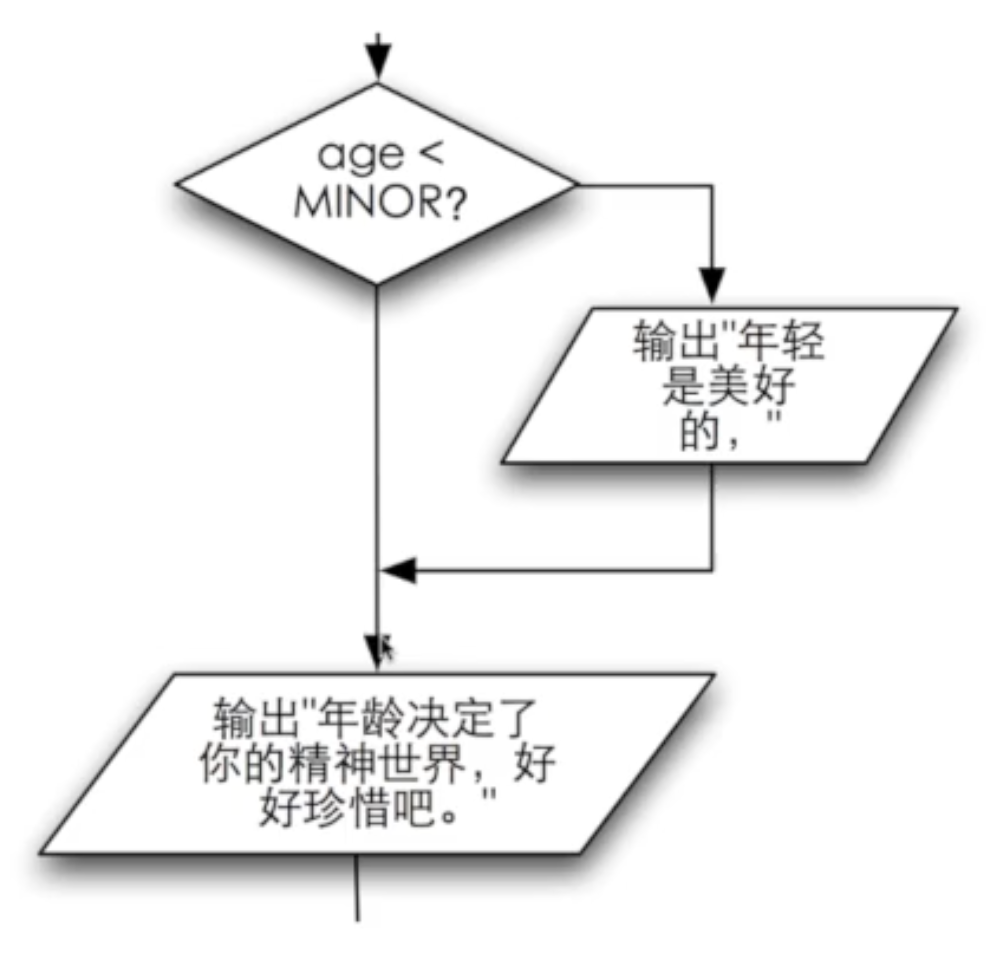 age <
MINOR?
输出"年轻
是美好
的，"
输出"年龄决定了
你的精神世界，好
好珍惜吧。"